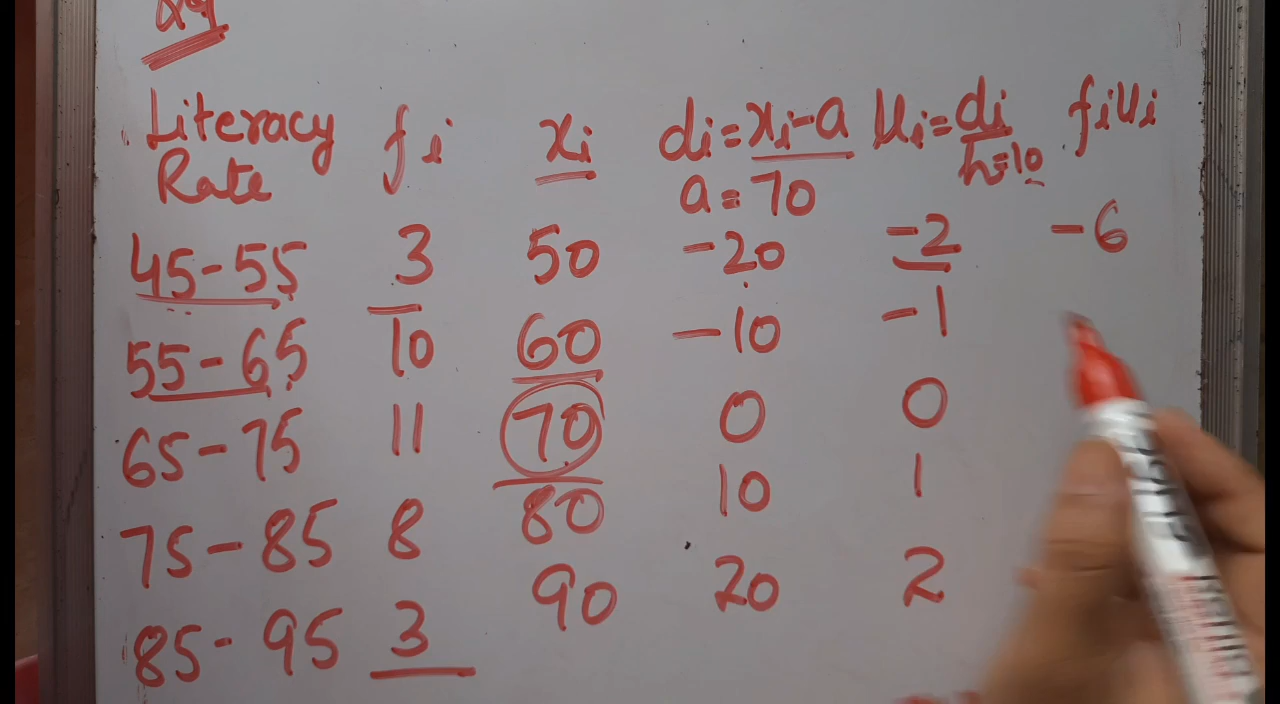 Literacy Rate fi xi di = xi-a a = 70 ui = di/h=10 fiui
45-55 3 50 -20 -2 -6
55-65 10 60 -10 -1
65-75 11 70 0 0
75-85 8 80 10 1
85-95 3 90 20 2